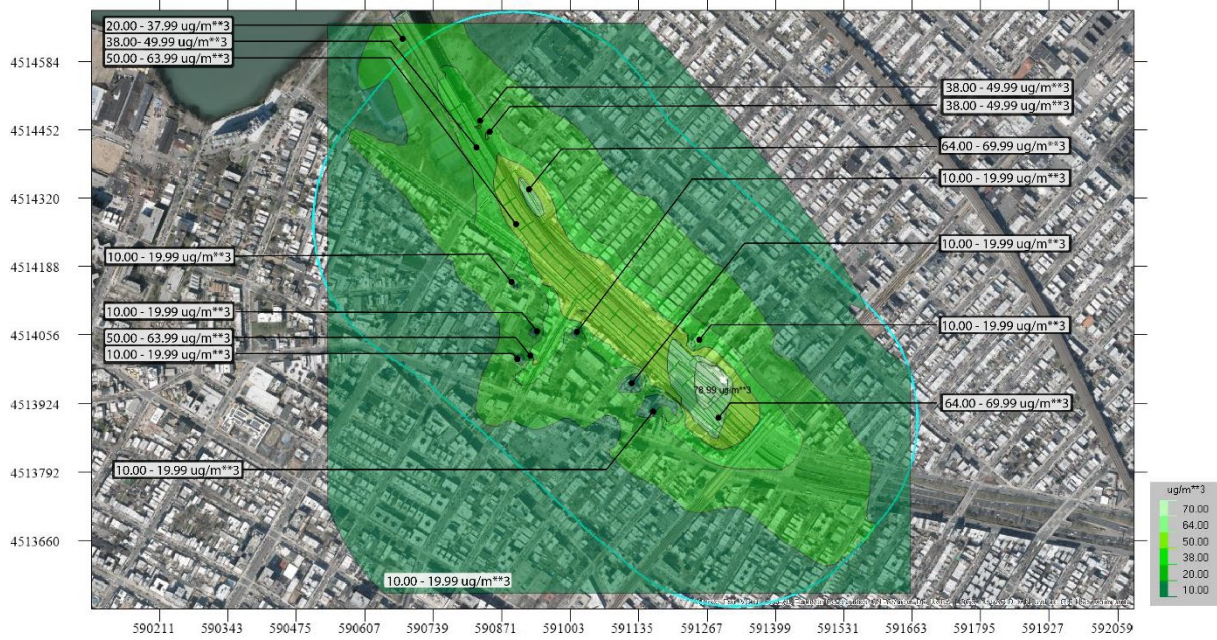 20.00 - 37.99 ug/m**3
38.00 - 49.99 ug/m**3
50.00 - 63.99 ug/m**3
4514584
38.00 - 49.99 ug/m**3
38.00 - 49.99 ug/m**3
4514452
64.00 - 69.99 ug/m**3
10.00 - 19.99 ug/m**3
4514320
10.00 - 19.99 ug/m**3
10.00 - 19.99 ug/m**3
4514188
10.00 - 19.99 ug/m**3
10.00 - 19.99 ug/m**3
4514056
50.00 - 63.99 ug/m**3
10.00 - 19.99 ug/m**3
78.99 ug/m**3
4513924
64.00 - 69.99 ug/m**3
10.00 - 19.99 ug/m**3
4513792
ug/m**3
70.00
64.00
50.00
38.00
20.00
10.00
4513660
10.00 - 19.99 ug/m**3
590211 590343 590475 590607 590739 590871 591003 591135 591267 591399 591531 591663 591795 591927 592059